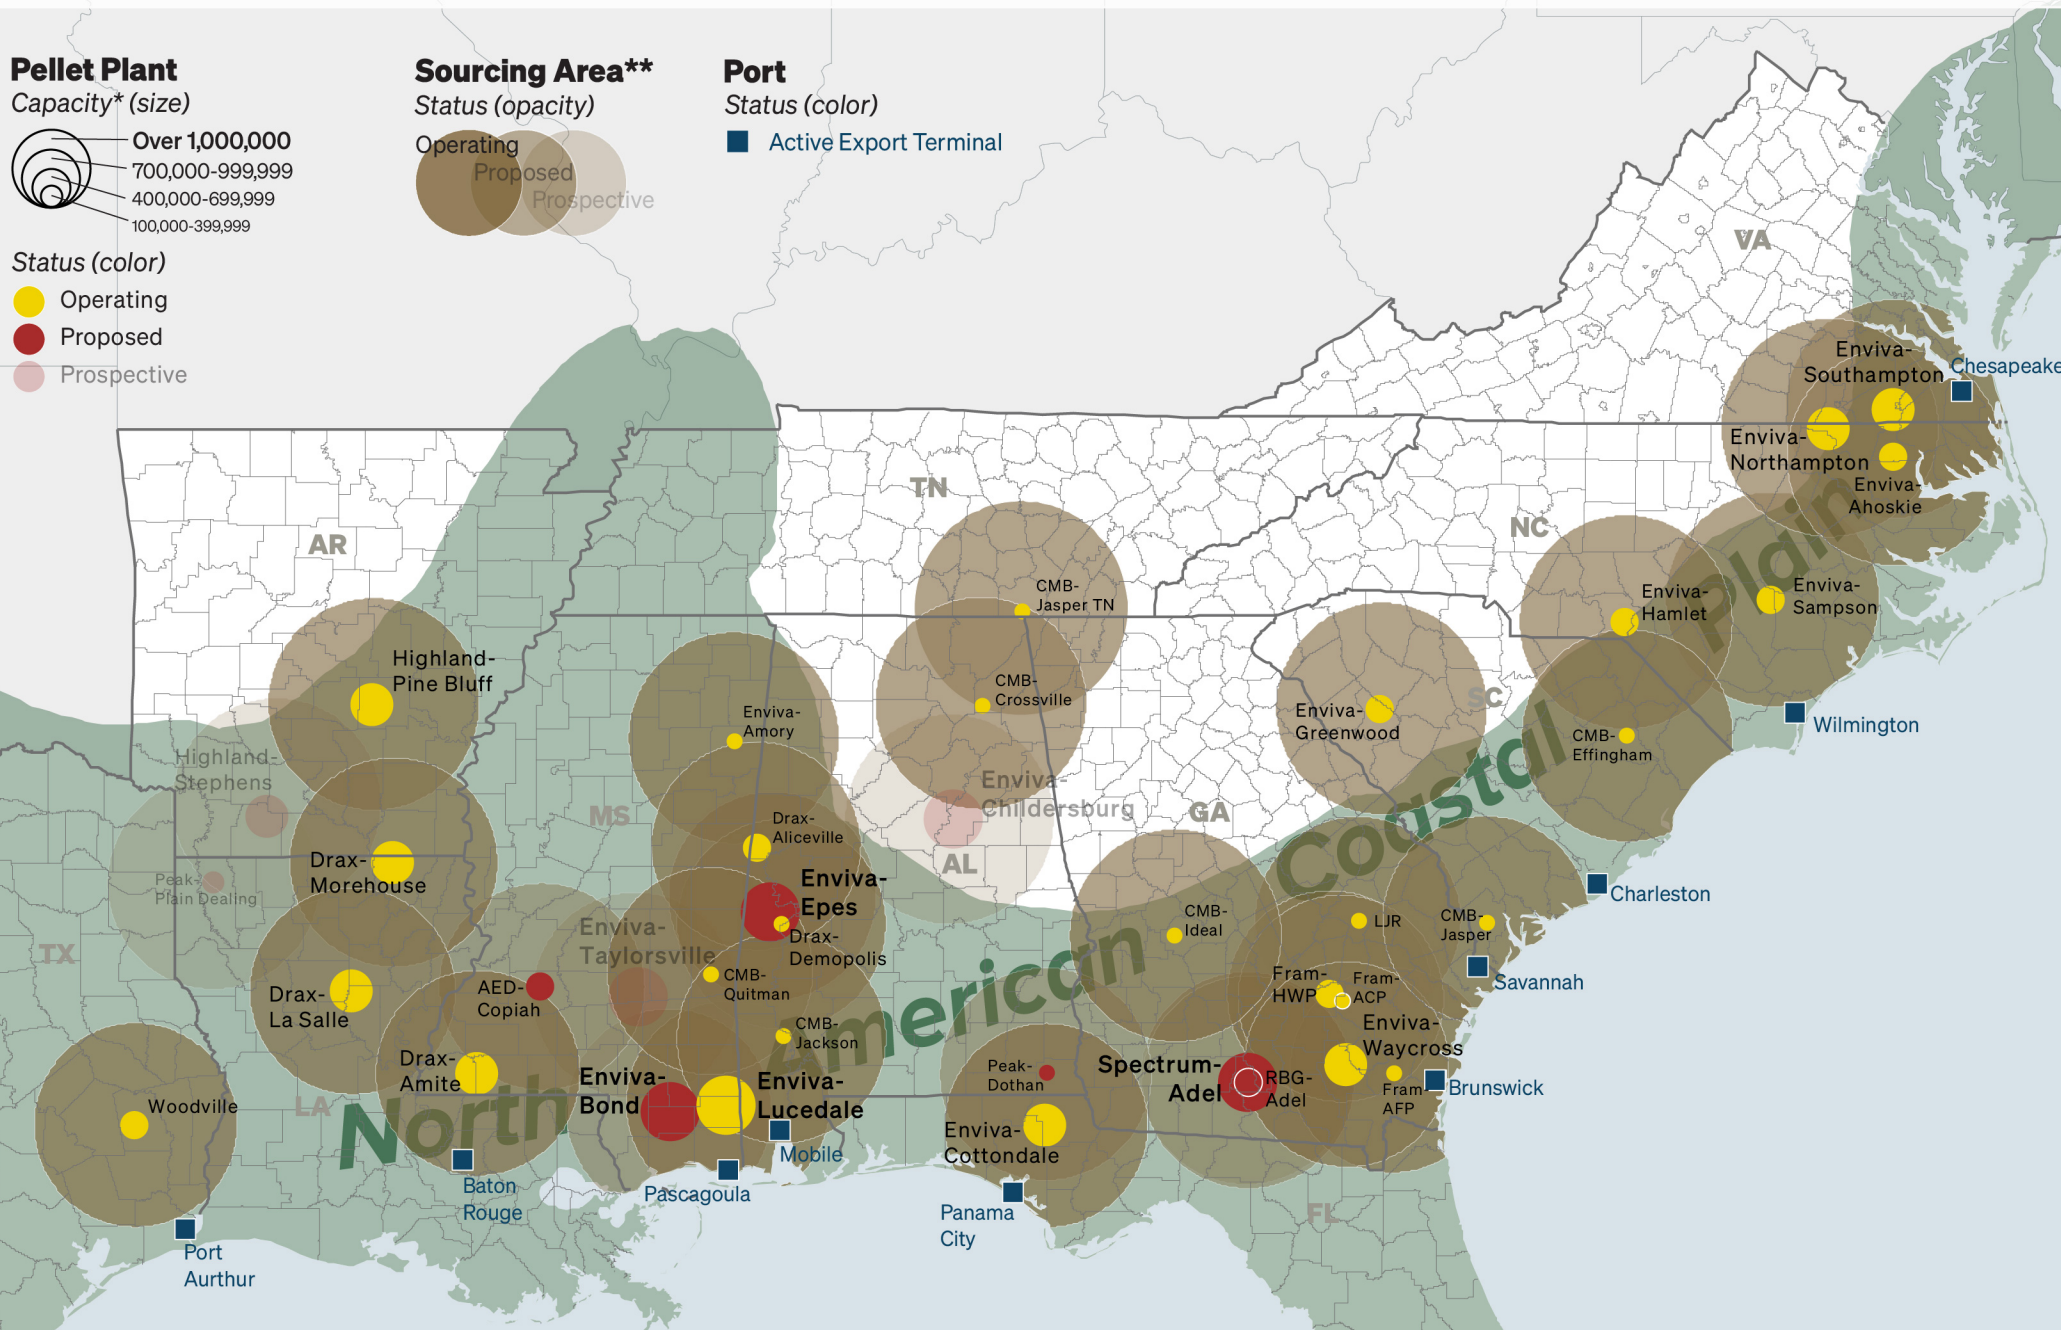 Pellet Plant
Capacity* (size)
Over 1,000,000
700,000-999,999
400,000-699,999
100,000-399,999
Status (color)
Operating
Proposed
Prospective
Sourcing Area**
Status (opacity)
Operating
Proposed
Prospective
Port
Status (color)
Active Export Terminal
VA
Enviva-
Southampton
Chesapeake
Enviva-
Northampton
Enviva-
Ahoskie
TN
NC
AR
CMB-
Jasper TN
Enviva-
Hamlet
Enviva-
Sampson
Highland-
Pine Bluff
CMB-
Crossville
SC
Enviva-
Greenwood
Enviva-
Amory
Wilmington
CMB-
Effingham
Highland-
Stephens
Enviva-
Childersburg
MS
GA
AL
Drax-
Aliceville
Drax-
Morehouse
Peak-
Plain Dealing
Enviva-
Epes
Charleston
CMB-
Ideal
LJR
CMB-
Jasper
Enviva-
Taylorsville
Drax-
Demopolis
TX
CMB-
Quitman
Savannah
Fram-
HWP
Fram-
ACP
AED-
Copiah
Drax-
La Salle
CMB-
Jackson
Enviva-
Waycross
Drax-
Amite
Peak-
Dothan
Spectrum-
Adel
RBG-
Adel
Brunswick
Fram-
AFP
Enviva-
Bond
Enviva-
Lucedale
Woodville
LA
Enviva-
Cottondale
Mobile
Baton
Rouge
Pascagoula
Panama
City
FL
Port
Aurthur
North American Coastal Plain